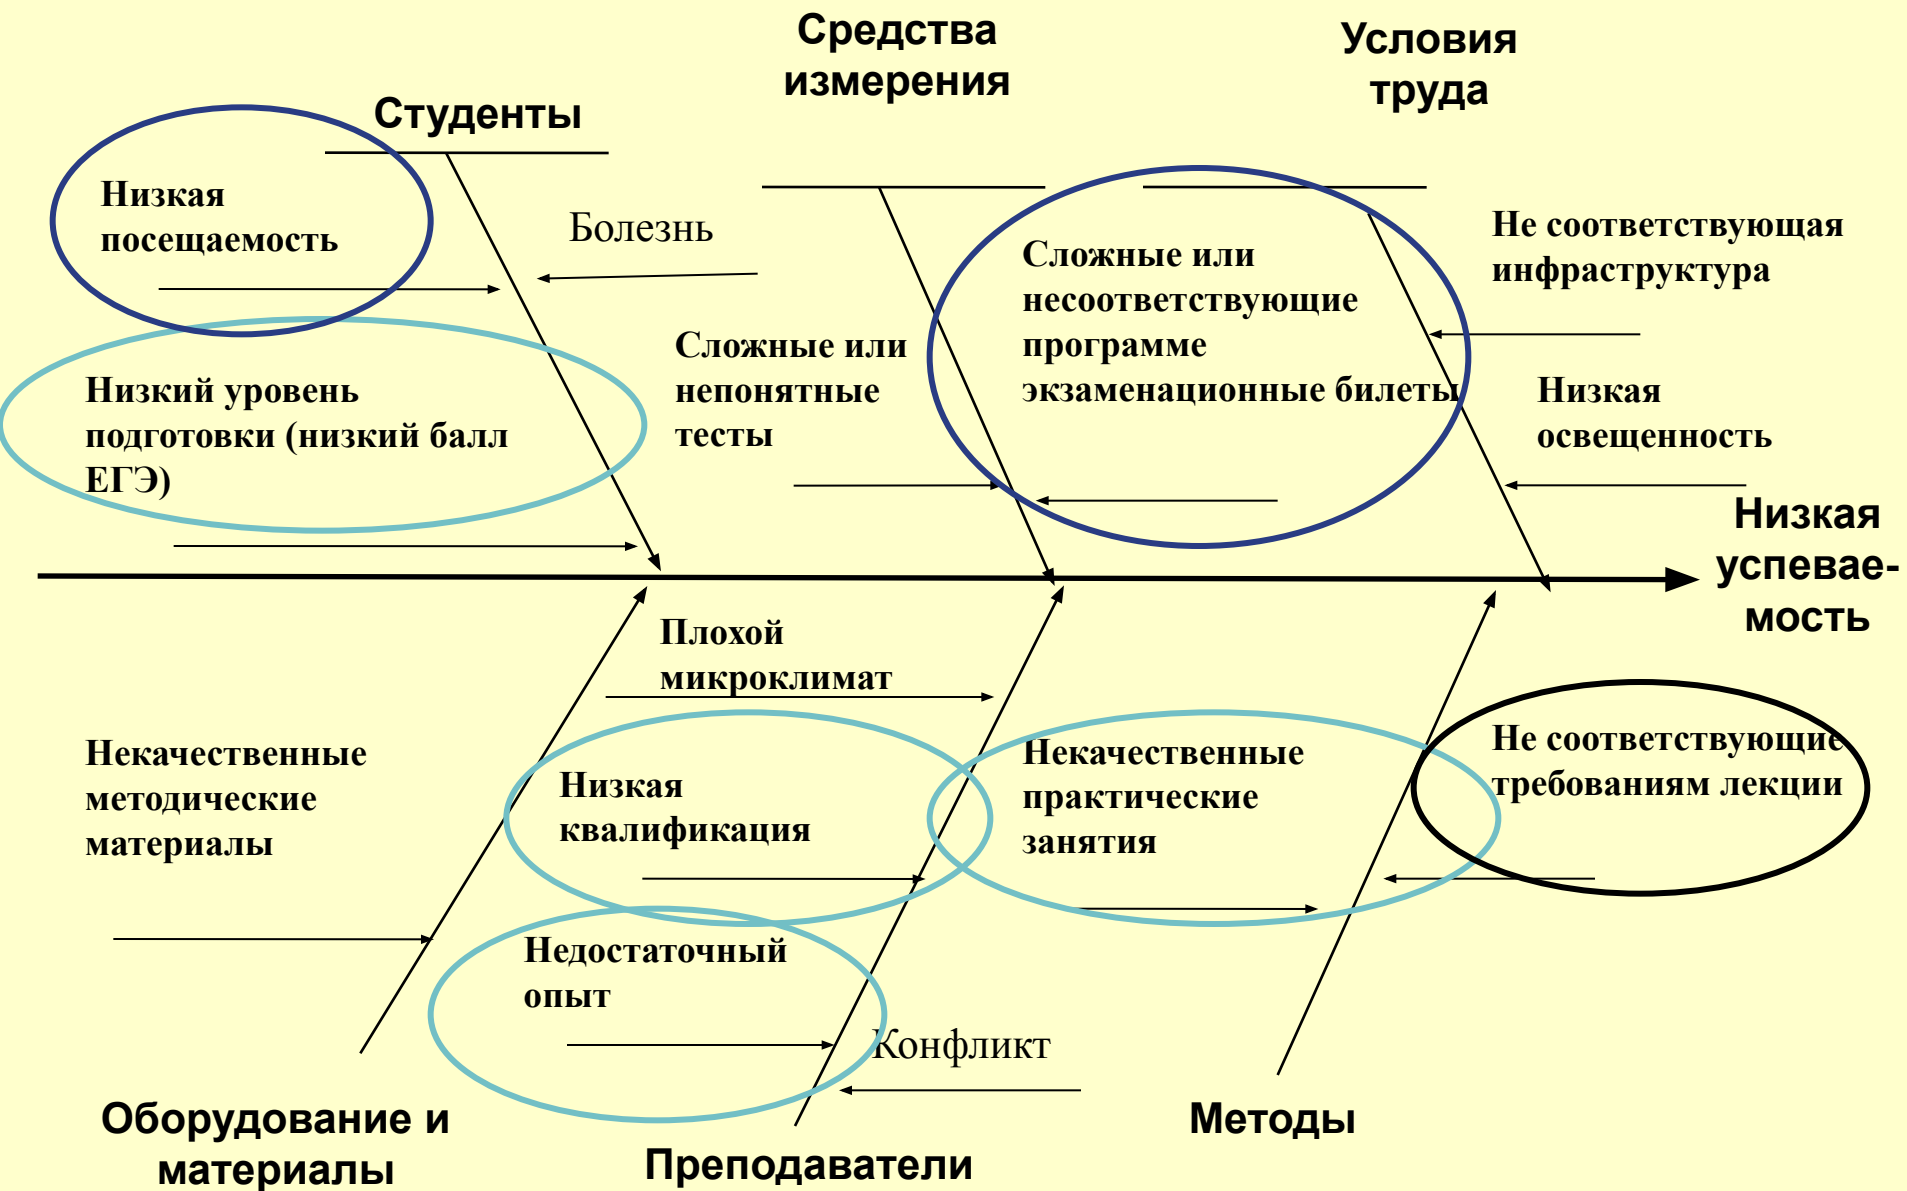 Средства
измерения
Условия
труда
Студенты
Низкая
посещаемость
Болезнь
Сложные или
несоответствующие
программе
экзаменационные билеты
Не соответствующая
инфраструктура
Сложные или
непонятные
тесты
Низкий уровень
подготовки (низкий балл
ЕГЭ)
Низкая
освещенность
Низкая
успевае-
мость
Плохой
микроклимат
Некачественные
методические
материалы
Низкая
квалификация
Некачественные
практические
занятия
Не соответствующие
требованиям лекции
Недостаточный
опыт
Конфликт
Оборудование и
материалы
Преподаватели
Методы